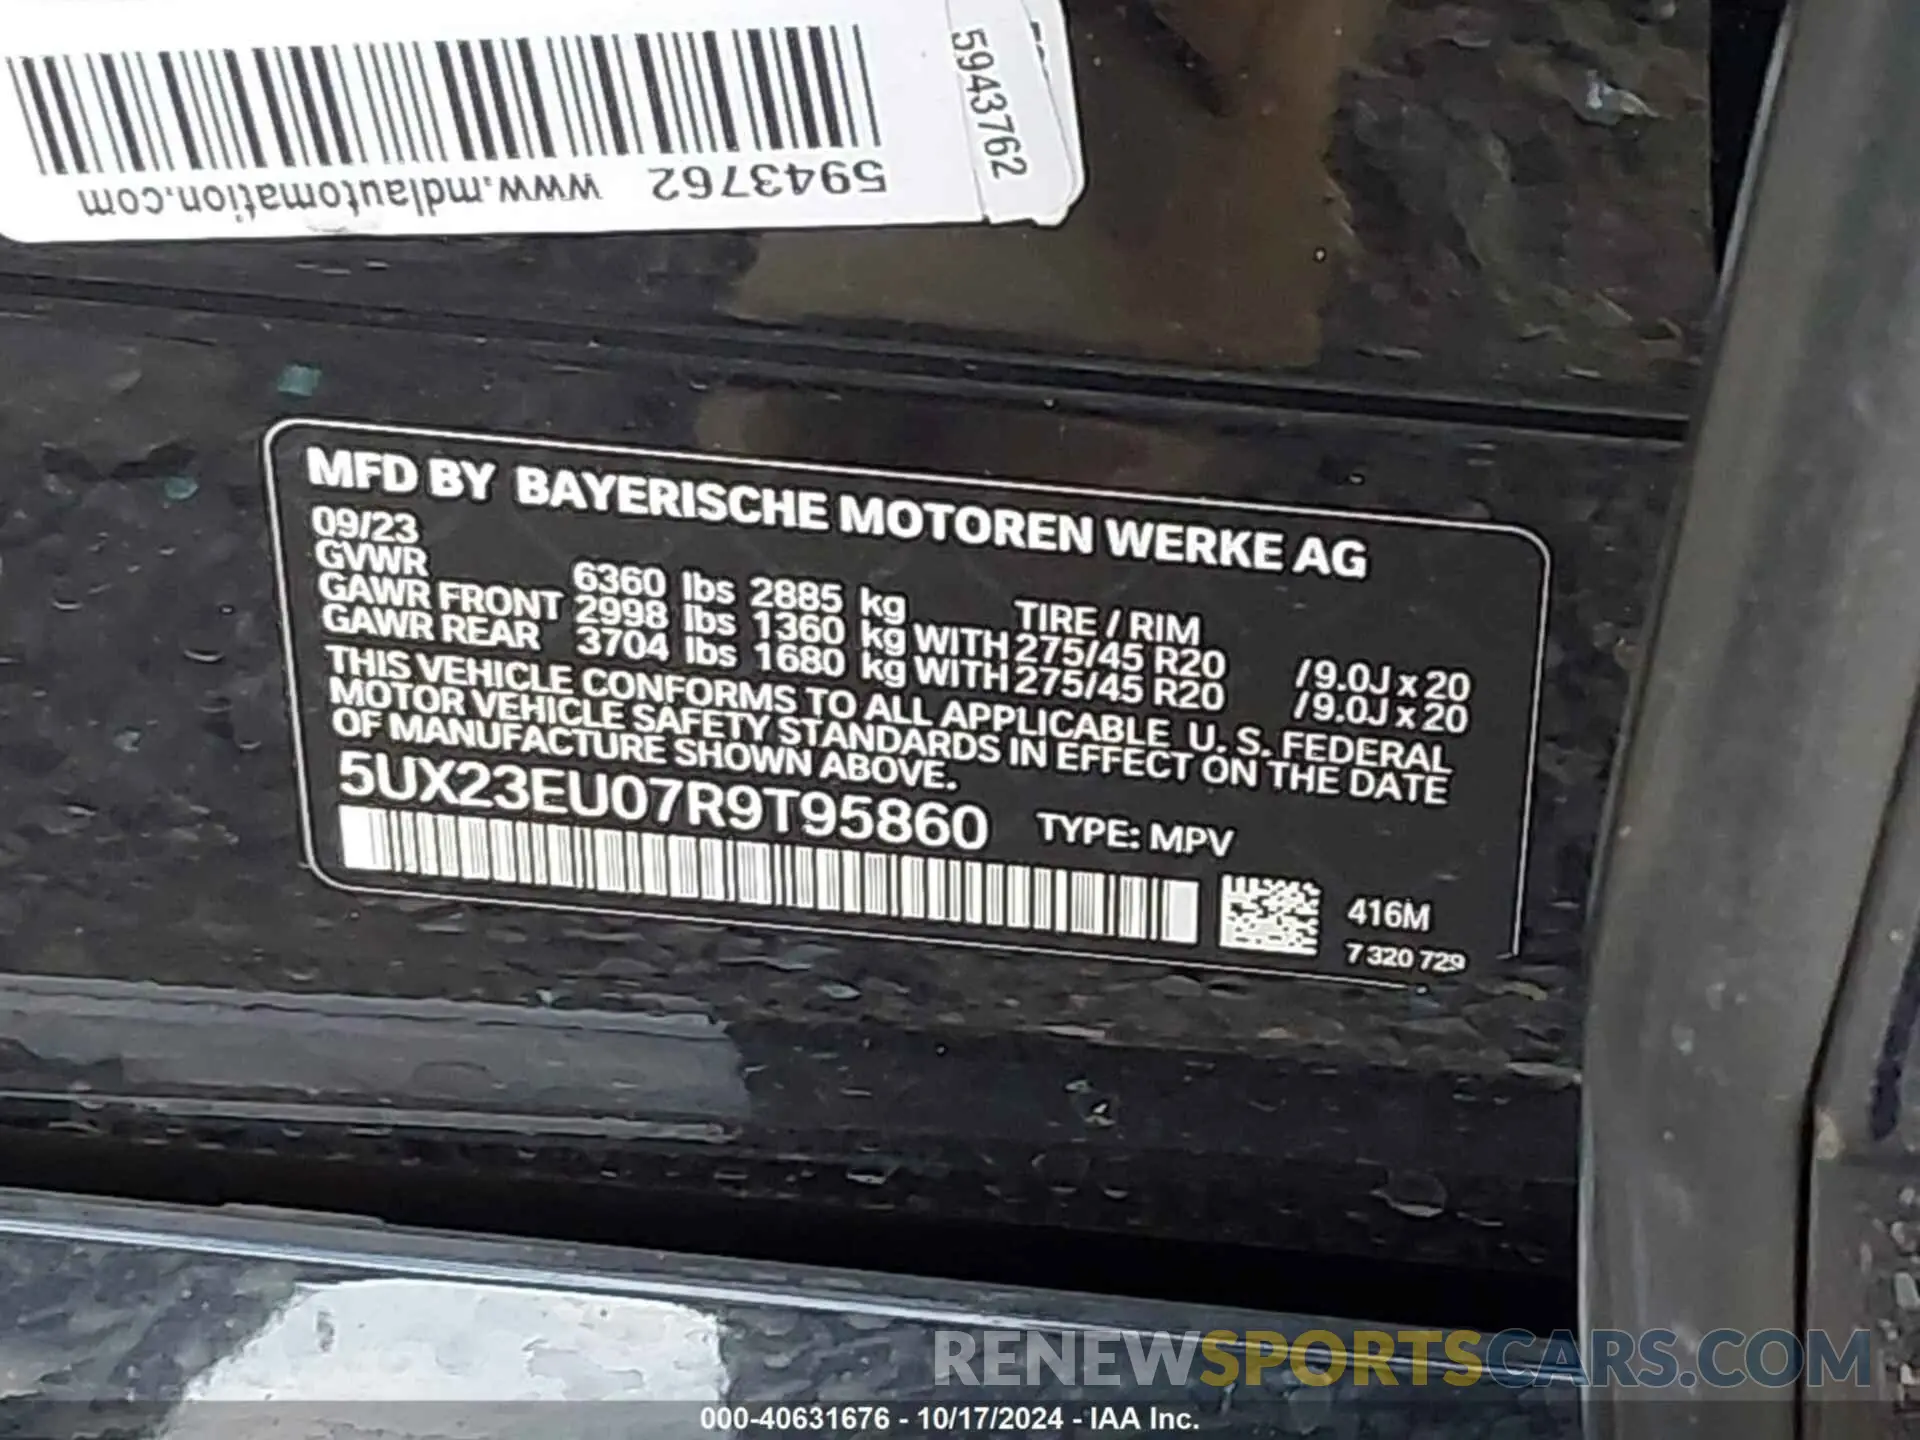 5943762
5943762 www.mdlautomation.com
MFD BY BAYERISCHE MOTOREN WERKE AG
09/23
GVWR 6360 lbs 2885 kg TIRE / RIM
GAWR FRONT 2998 lbs 1360 kg WITH 275/45 R20 /9.0J x 20
GAWR REAR 3704 lbs 1680 kg WITH 275/45 R20 /9.0J x 20
THIS VEHICLE CONFORMS TO ALL APPLICABLE U. S. FEDERAL
MOTOR VEHICLE SAFETY STANDARDS IN EFFECT ON THE DATE
OF MANUFACTURE SHOWN ABOVE.
5UX23EU07R9T95860 TYPE: MPV
416M
7 320 729
RENEWSPORTSCARS.COM
000-40631676 - 10/17/2024 - IAA Inc.